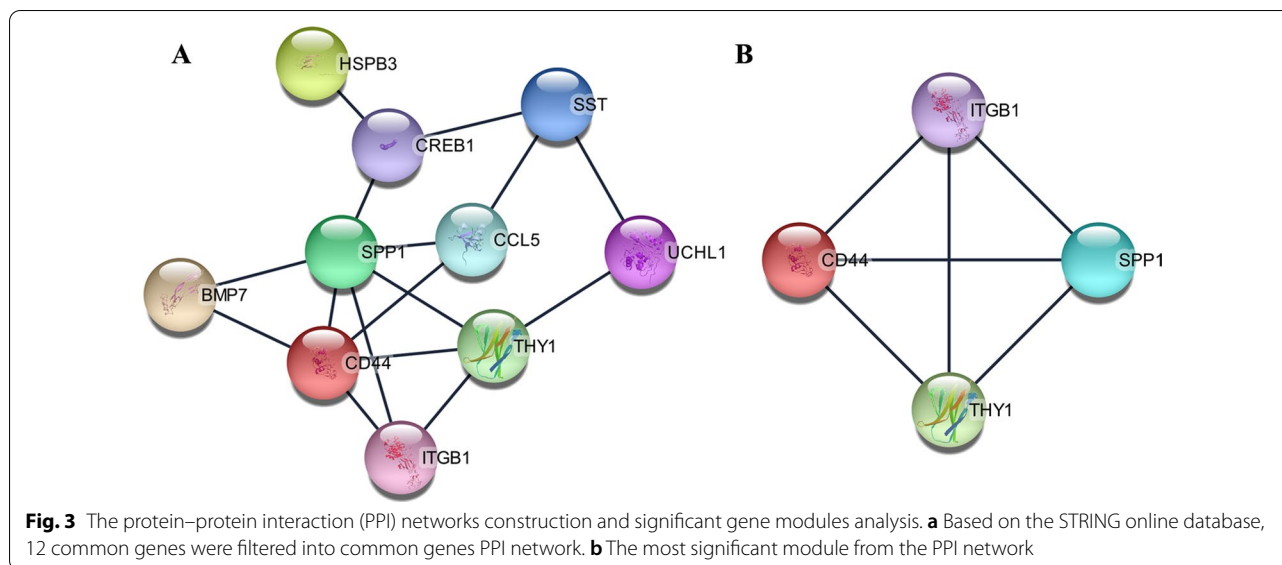 A
HSPB3
SST
CREB1
SPP1
CCL5
UCHL1
BMP7
THY1
CD44
ITGB1
B
ITGB1
CD44
SPP1
THY1
Fig. 3 The protein–protein interaction (PPI) networks construction and significant gene modules analysis. a Based on the STRING online database,
12 common genes were filtered into common genes PPI network. b The most significant module from the PPI network